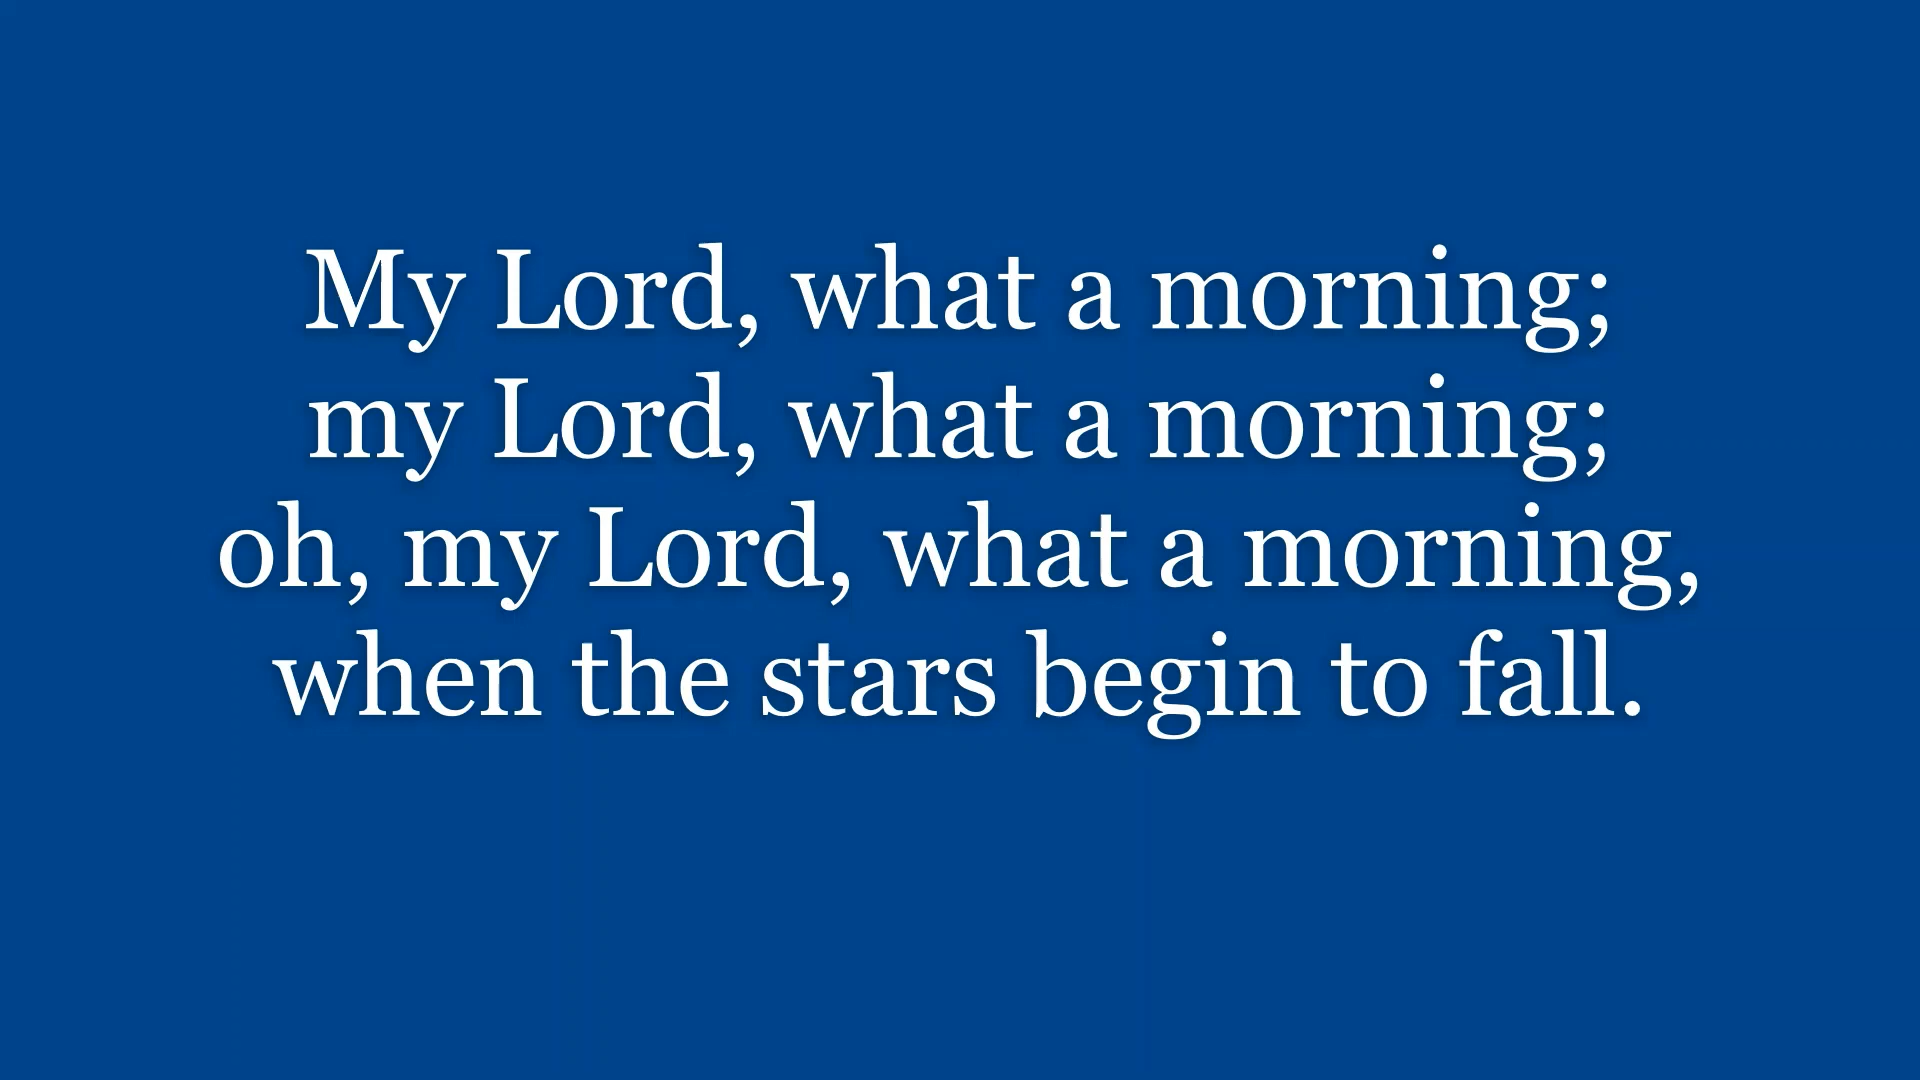 My Lord, what a morning;
my Lord, what a morning;
oh, my Lord, what a morning,
when the stars begin to fall.